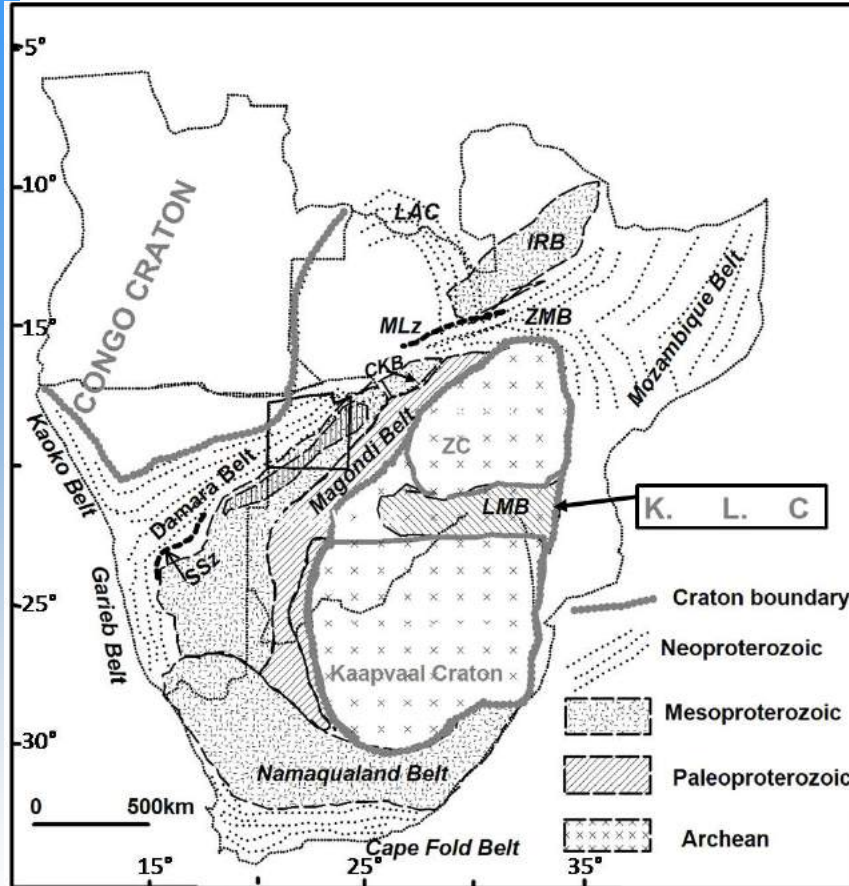 -5°
-10°
LAC
IRB
CONGO CRATON
-15°
MLz
ZMB
Mozambique Belt
CKB
Kaoko Belt
Magondi Belt
ZC
Damara Belt
LMB
K. L. C
SSz
-25°
Craton boundary
Garieb Belt
Neoproterozoic
Kaapvaal Craton
Mesoproterozoic
-30°
Namaqualand Belt
Paleoproterozoic
0 500km
Cape Fold Belt
Archean
15° 25° 35°